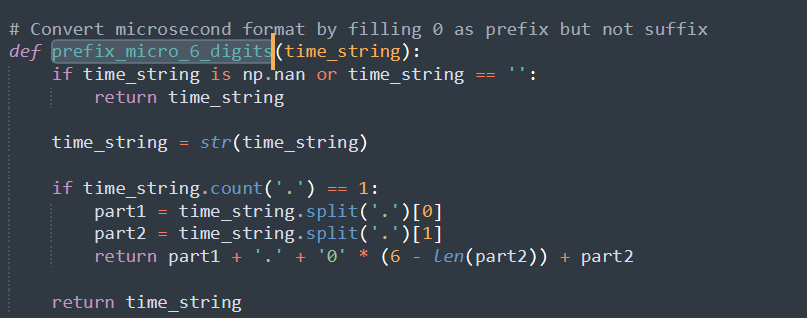 # Convert microsecond format by filling 0 as prefix but not suffix
def prefix_micro_6_digits(time_string):
    if time_string is np.nan or time_string == '':
        return time_string
    time_string = str(time_string)
    if time_string.count('.') == 1:
        part1 = time_string.split('.')[0]
        part2 = time_string.split('.')[1]
        return part1 + '.' + '0' * (6 - len(part2)) + part2
    return time_string